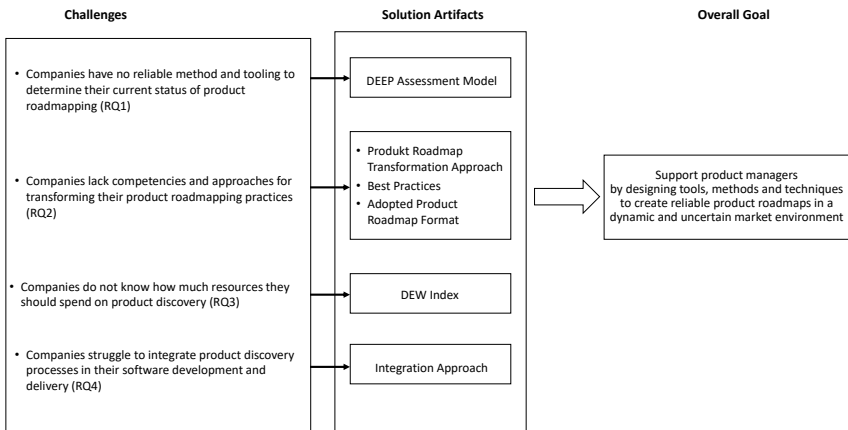 Challenges
Solution Artifacts
Overall Goal
• Companies have no reliable method and tooling to
determine their current status of product
roadmapping (RQ1)
DEEP Assessment Model
• Companies lack competencies and approaches for
transforming their product roadmapping practices
(RQ2)
• Produkt Roadmap
Transformation Approach
• Best Practices
• Adopted Product
Roadmap Format
Support product managers
by designing tools, methods and techniques
to create reliable product roadmaps in a
dynamic and uncertain market environment
• Companies do not know how much resources they
should spend on product discovery (RQ3)
DEW Index
• Companies struggle to integrate product discovery
processes in their software development and
delivery (RQ4)
Integration Approach